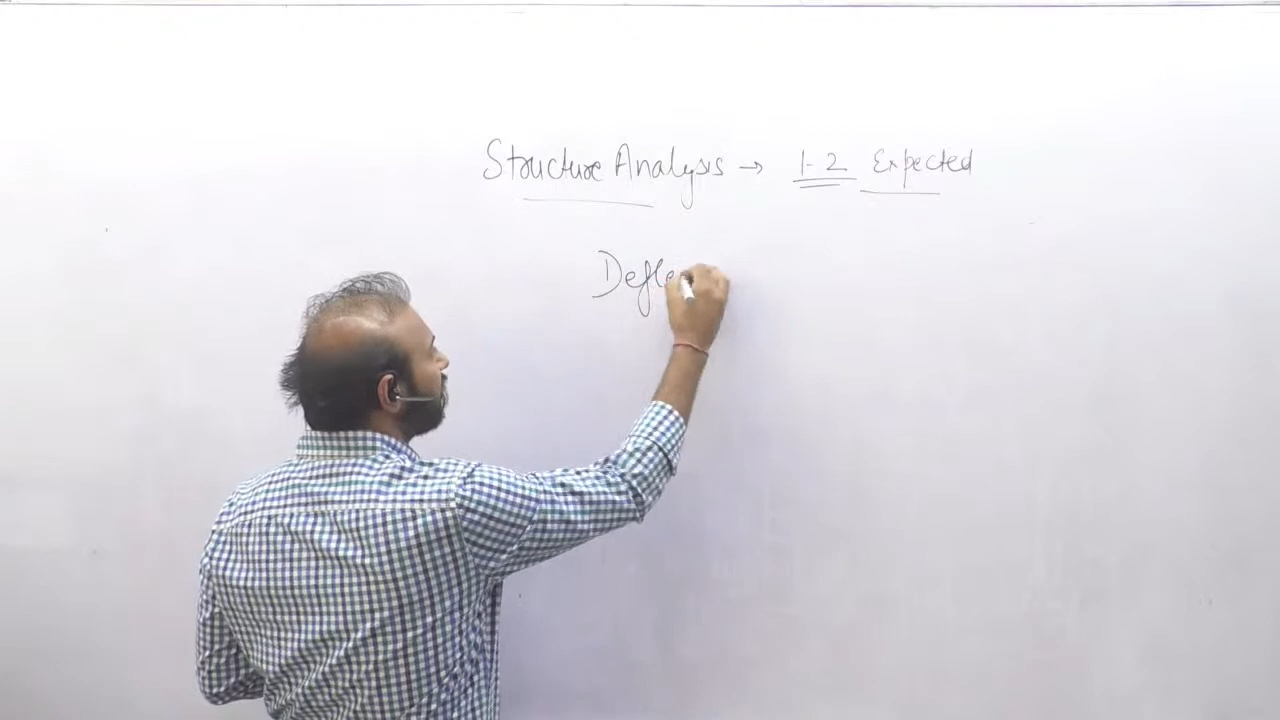 Structure Analysis → 1-2 Expected
Defle